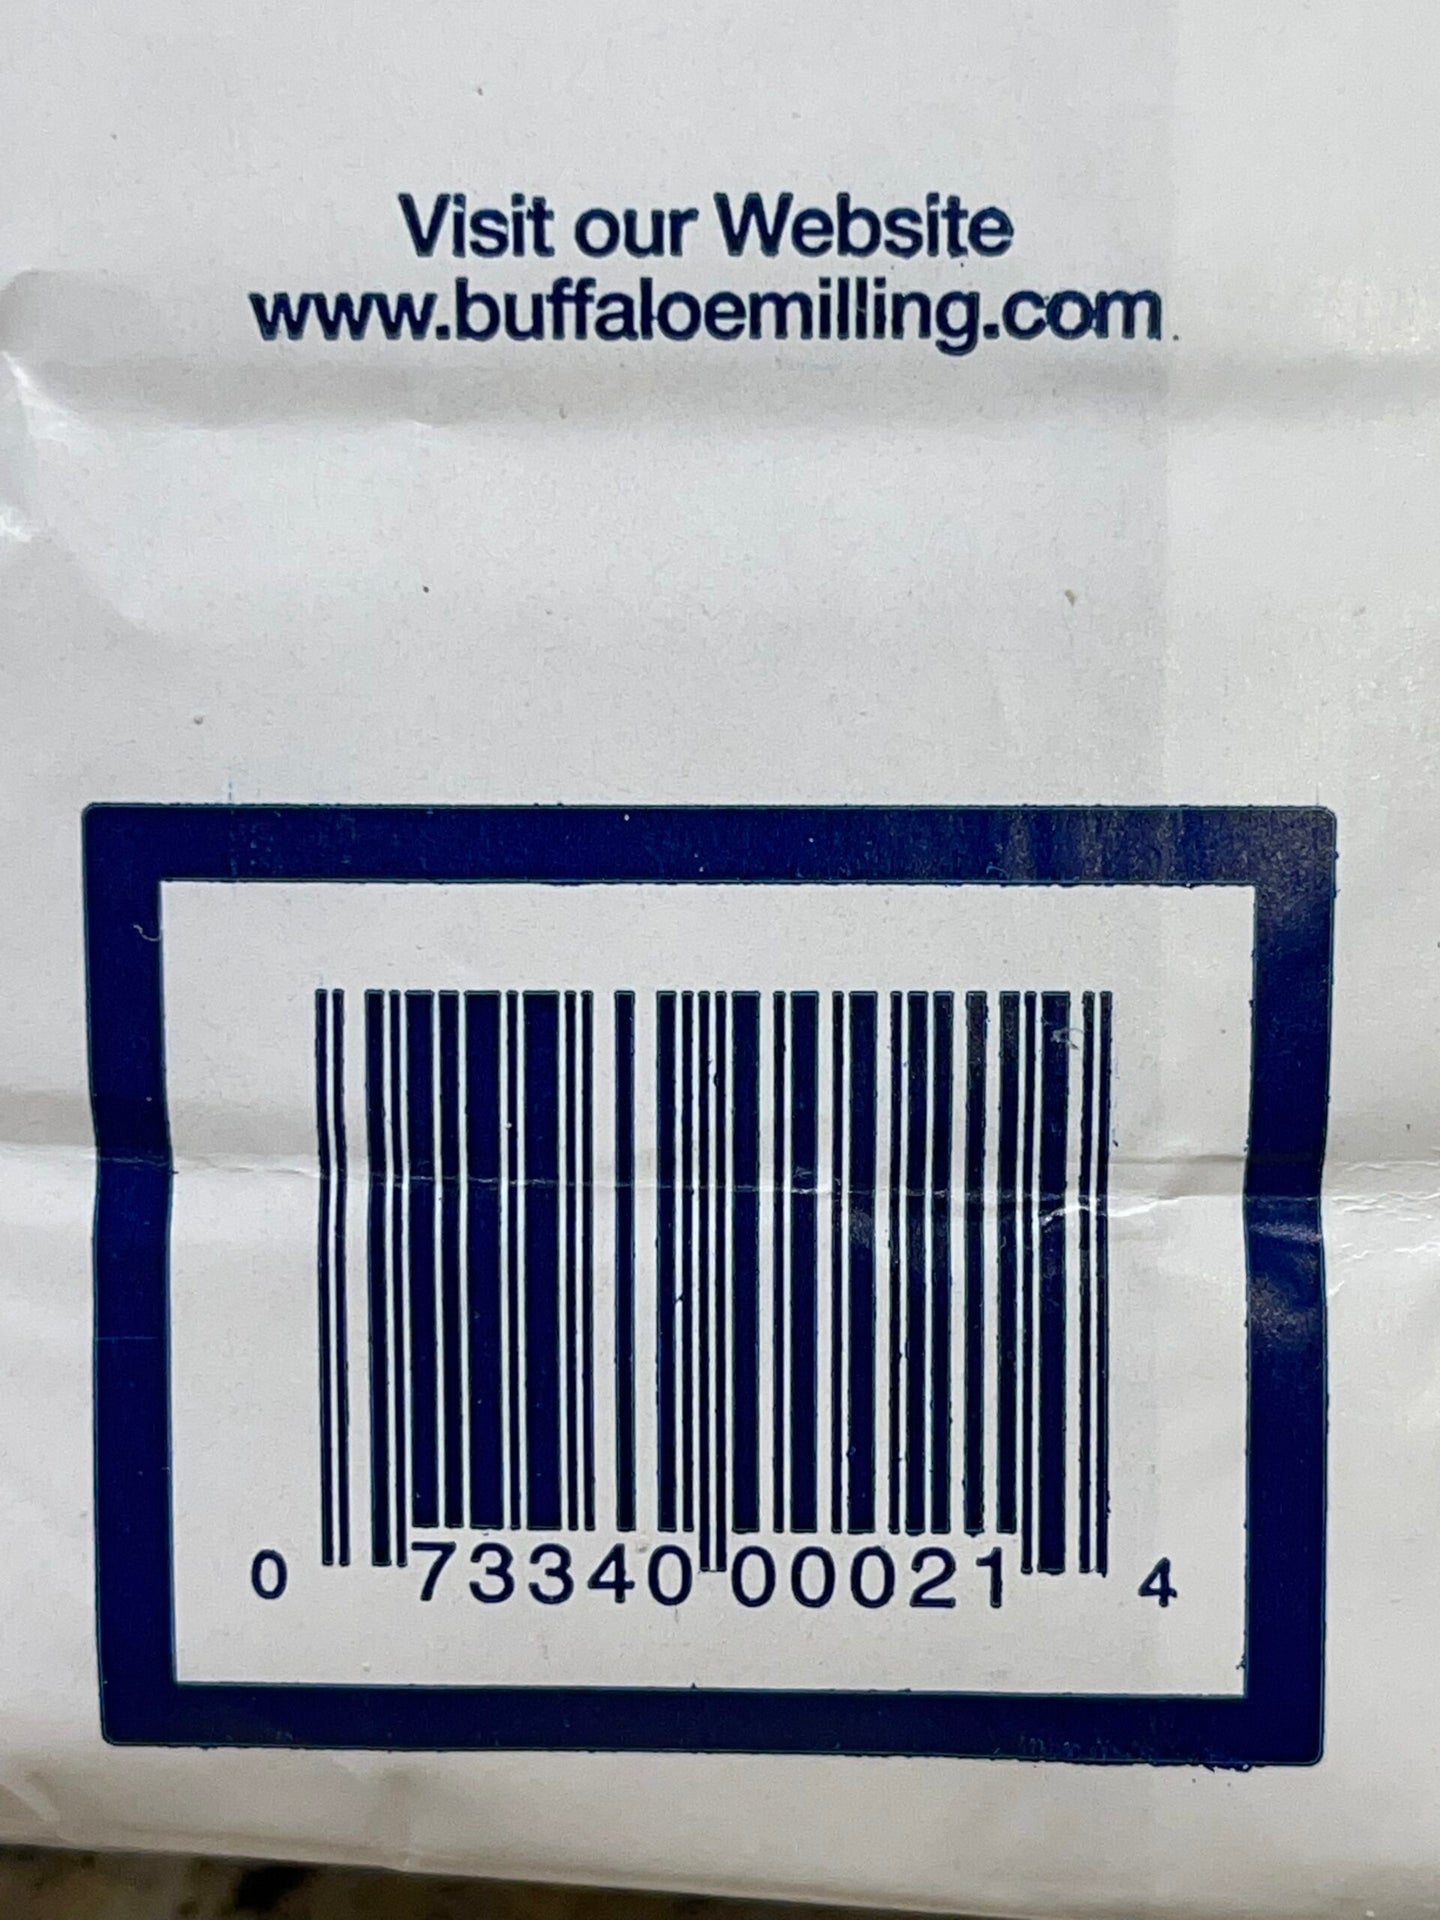 Visit our Website
www.buffaloemilling.com
0 73340 00021 4